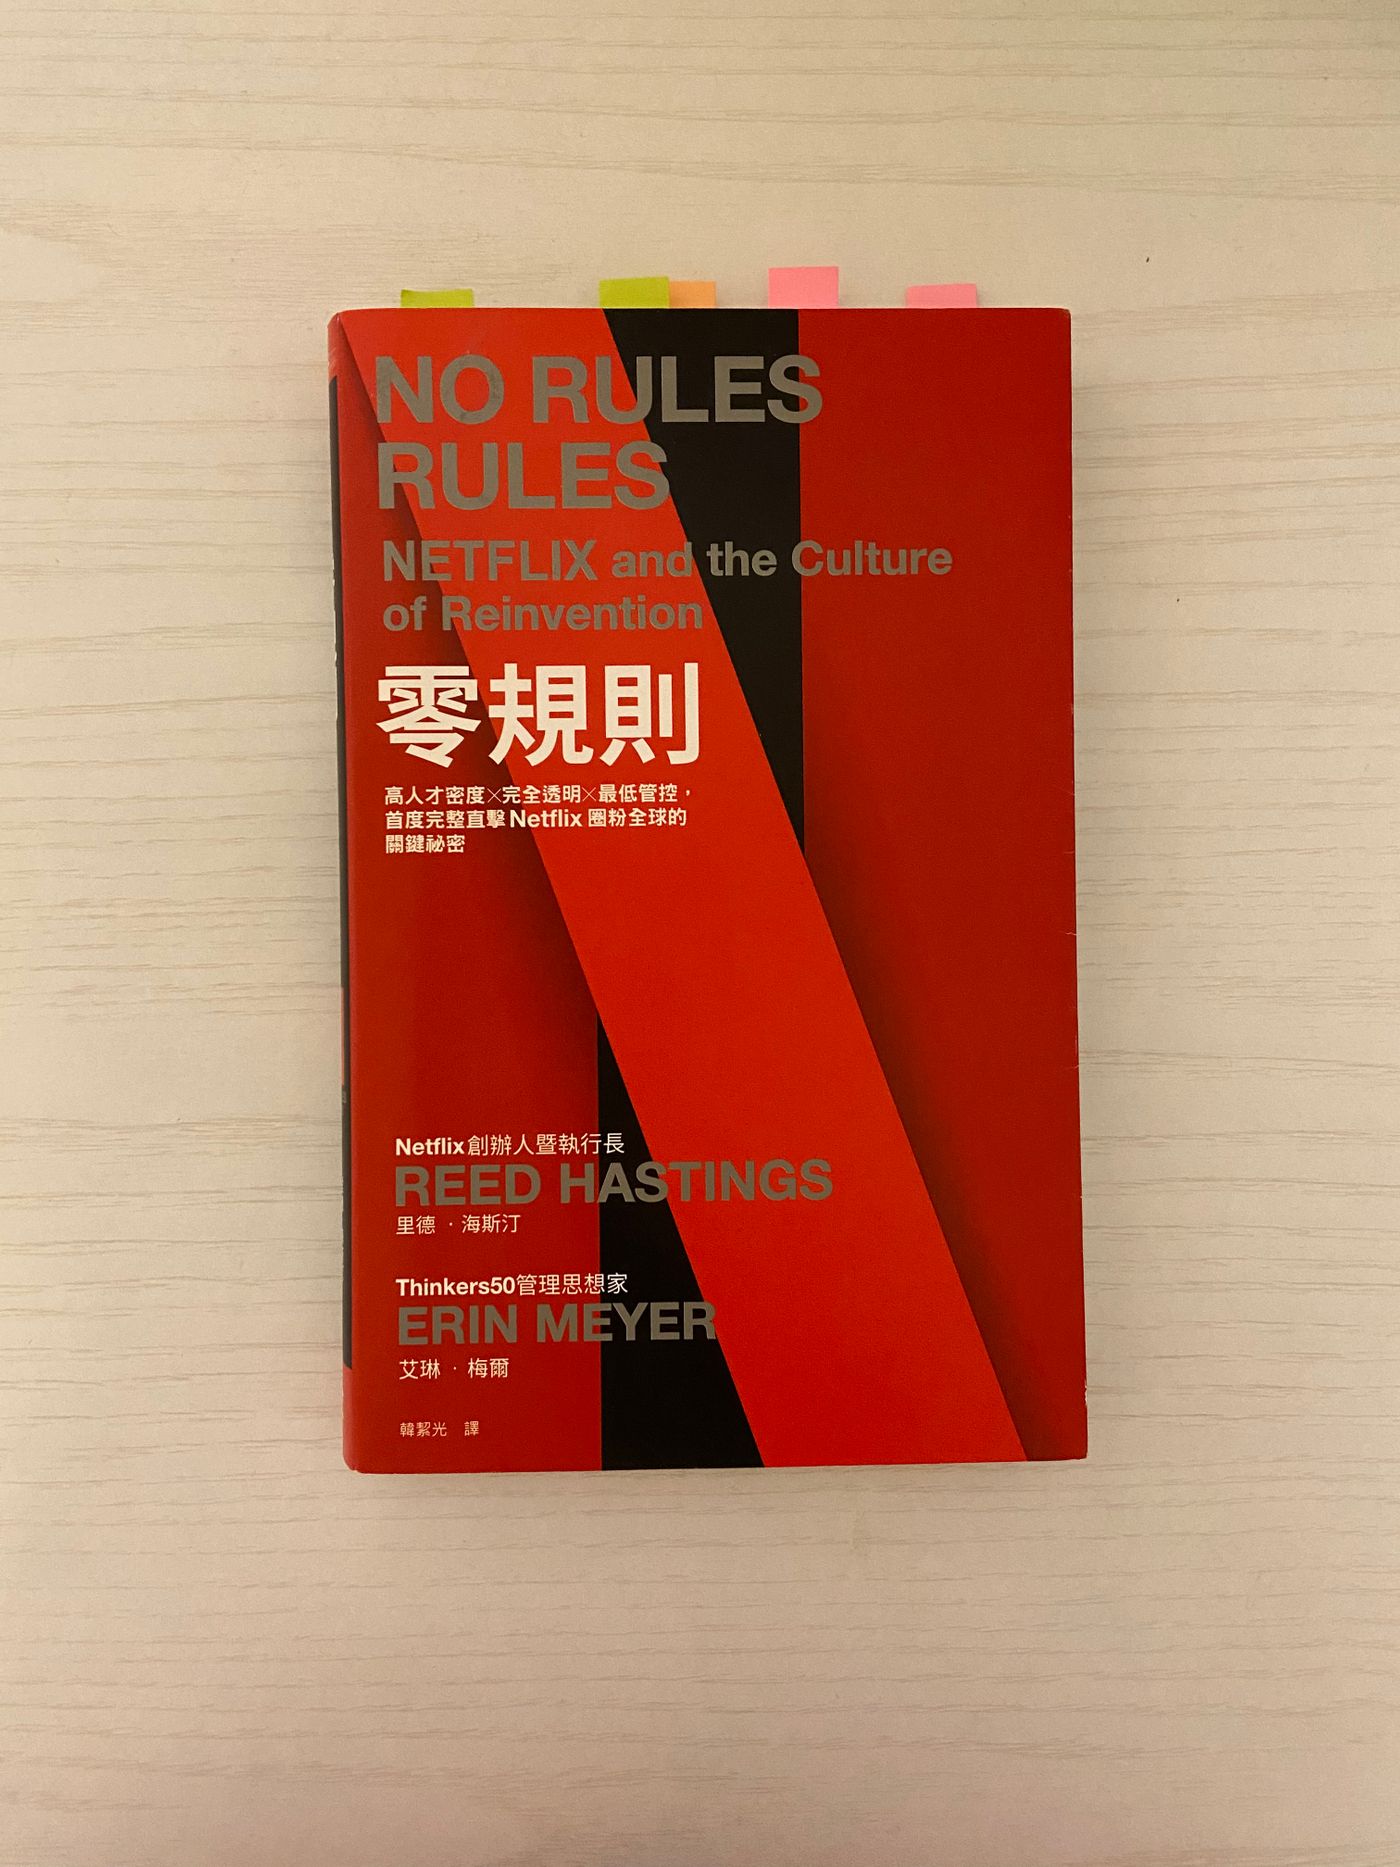 NO RULES
RULES
NETFLIX and the Culture
of Reinvention
零規則
高人才密度×完全透明×最低管控，
首度完整直擊Netflix 圈粉全球的
關鍵祕密
Netflix創辦人暨執行長
REED HASTINGS
里德・海斯汀
Thinkers50管理思想家
ERIN MEYER
艾琳・梅爾
韓絜光　譯